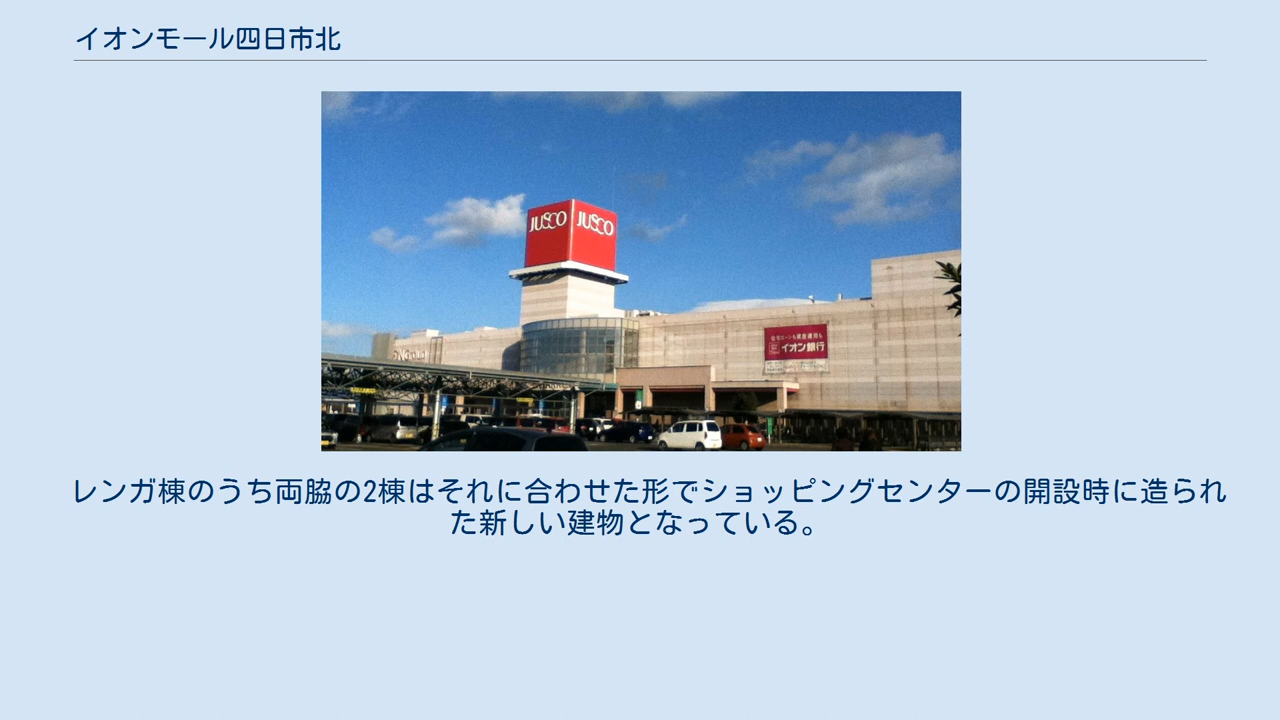 イオンモール四日市北
JUSCO JUSCO
イオン銀行
レンガ棟のうち両脇の2棟はそれに合わせた形でショッピングセンターの開設時に造られ
た新しい建物となっている。